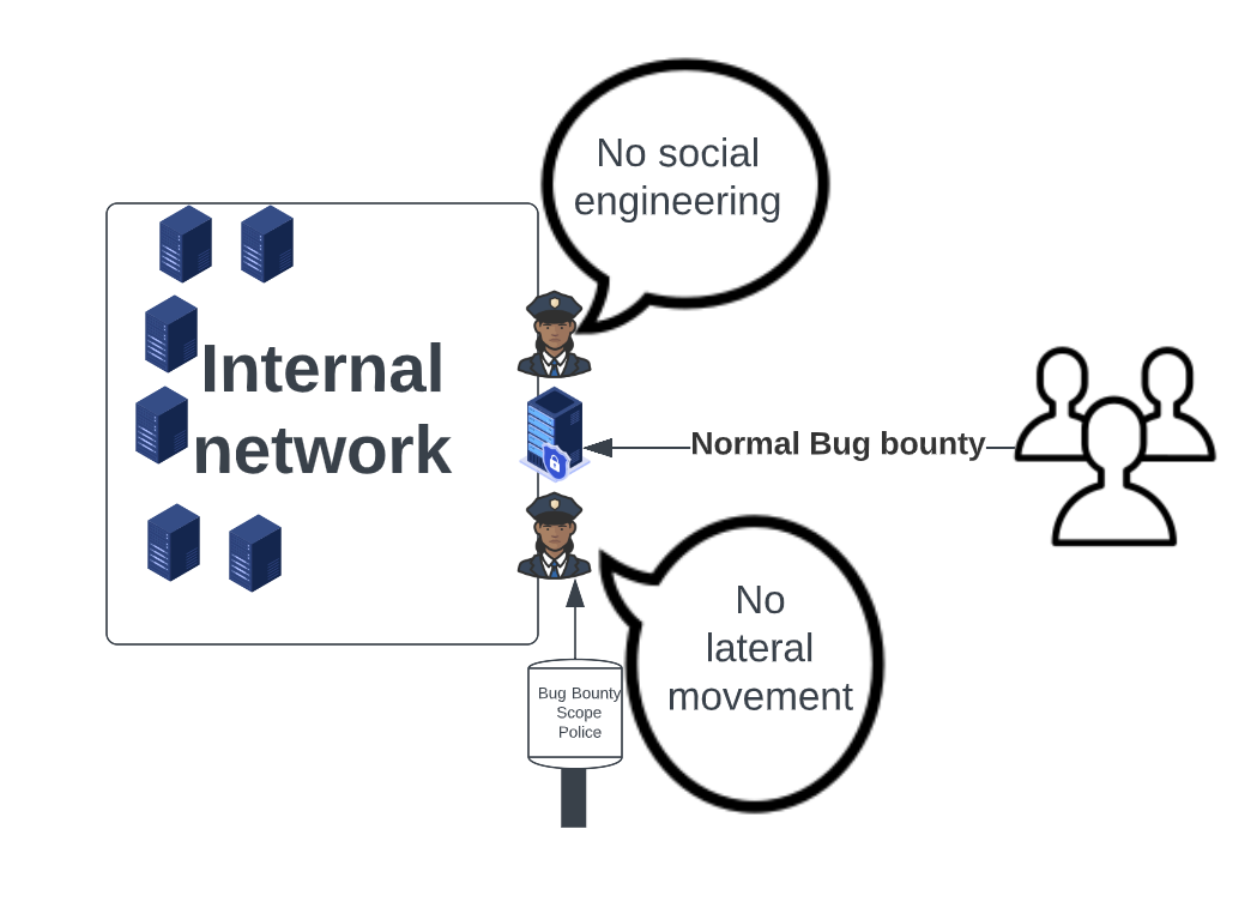 No social
engineering
Internal
network
Normal Bug bounty
No
lateral
movement
Bug Bounty
Scope
Police